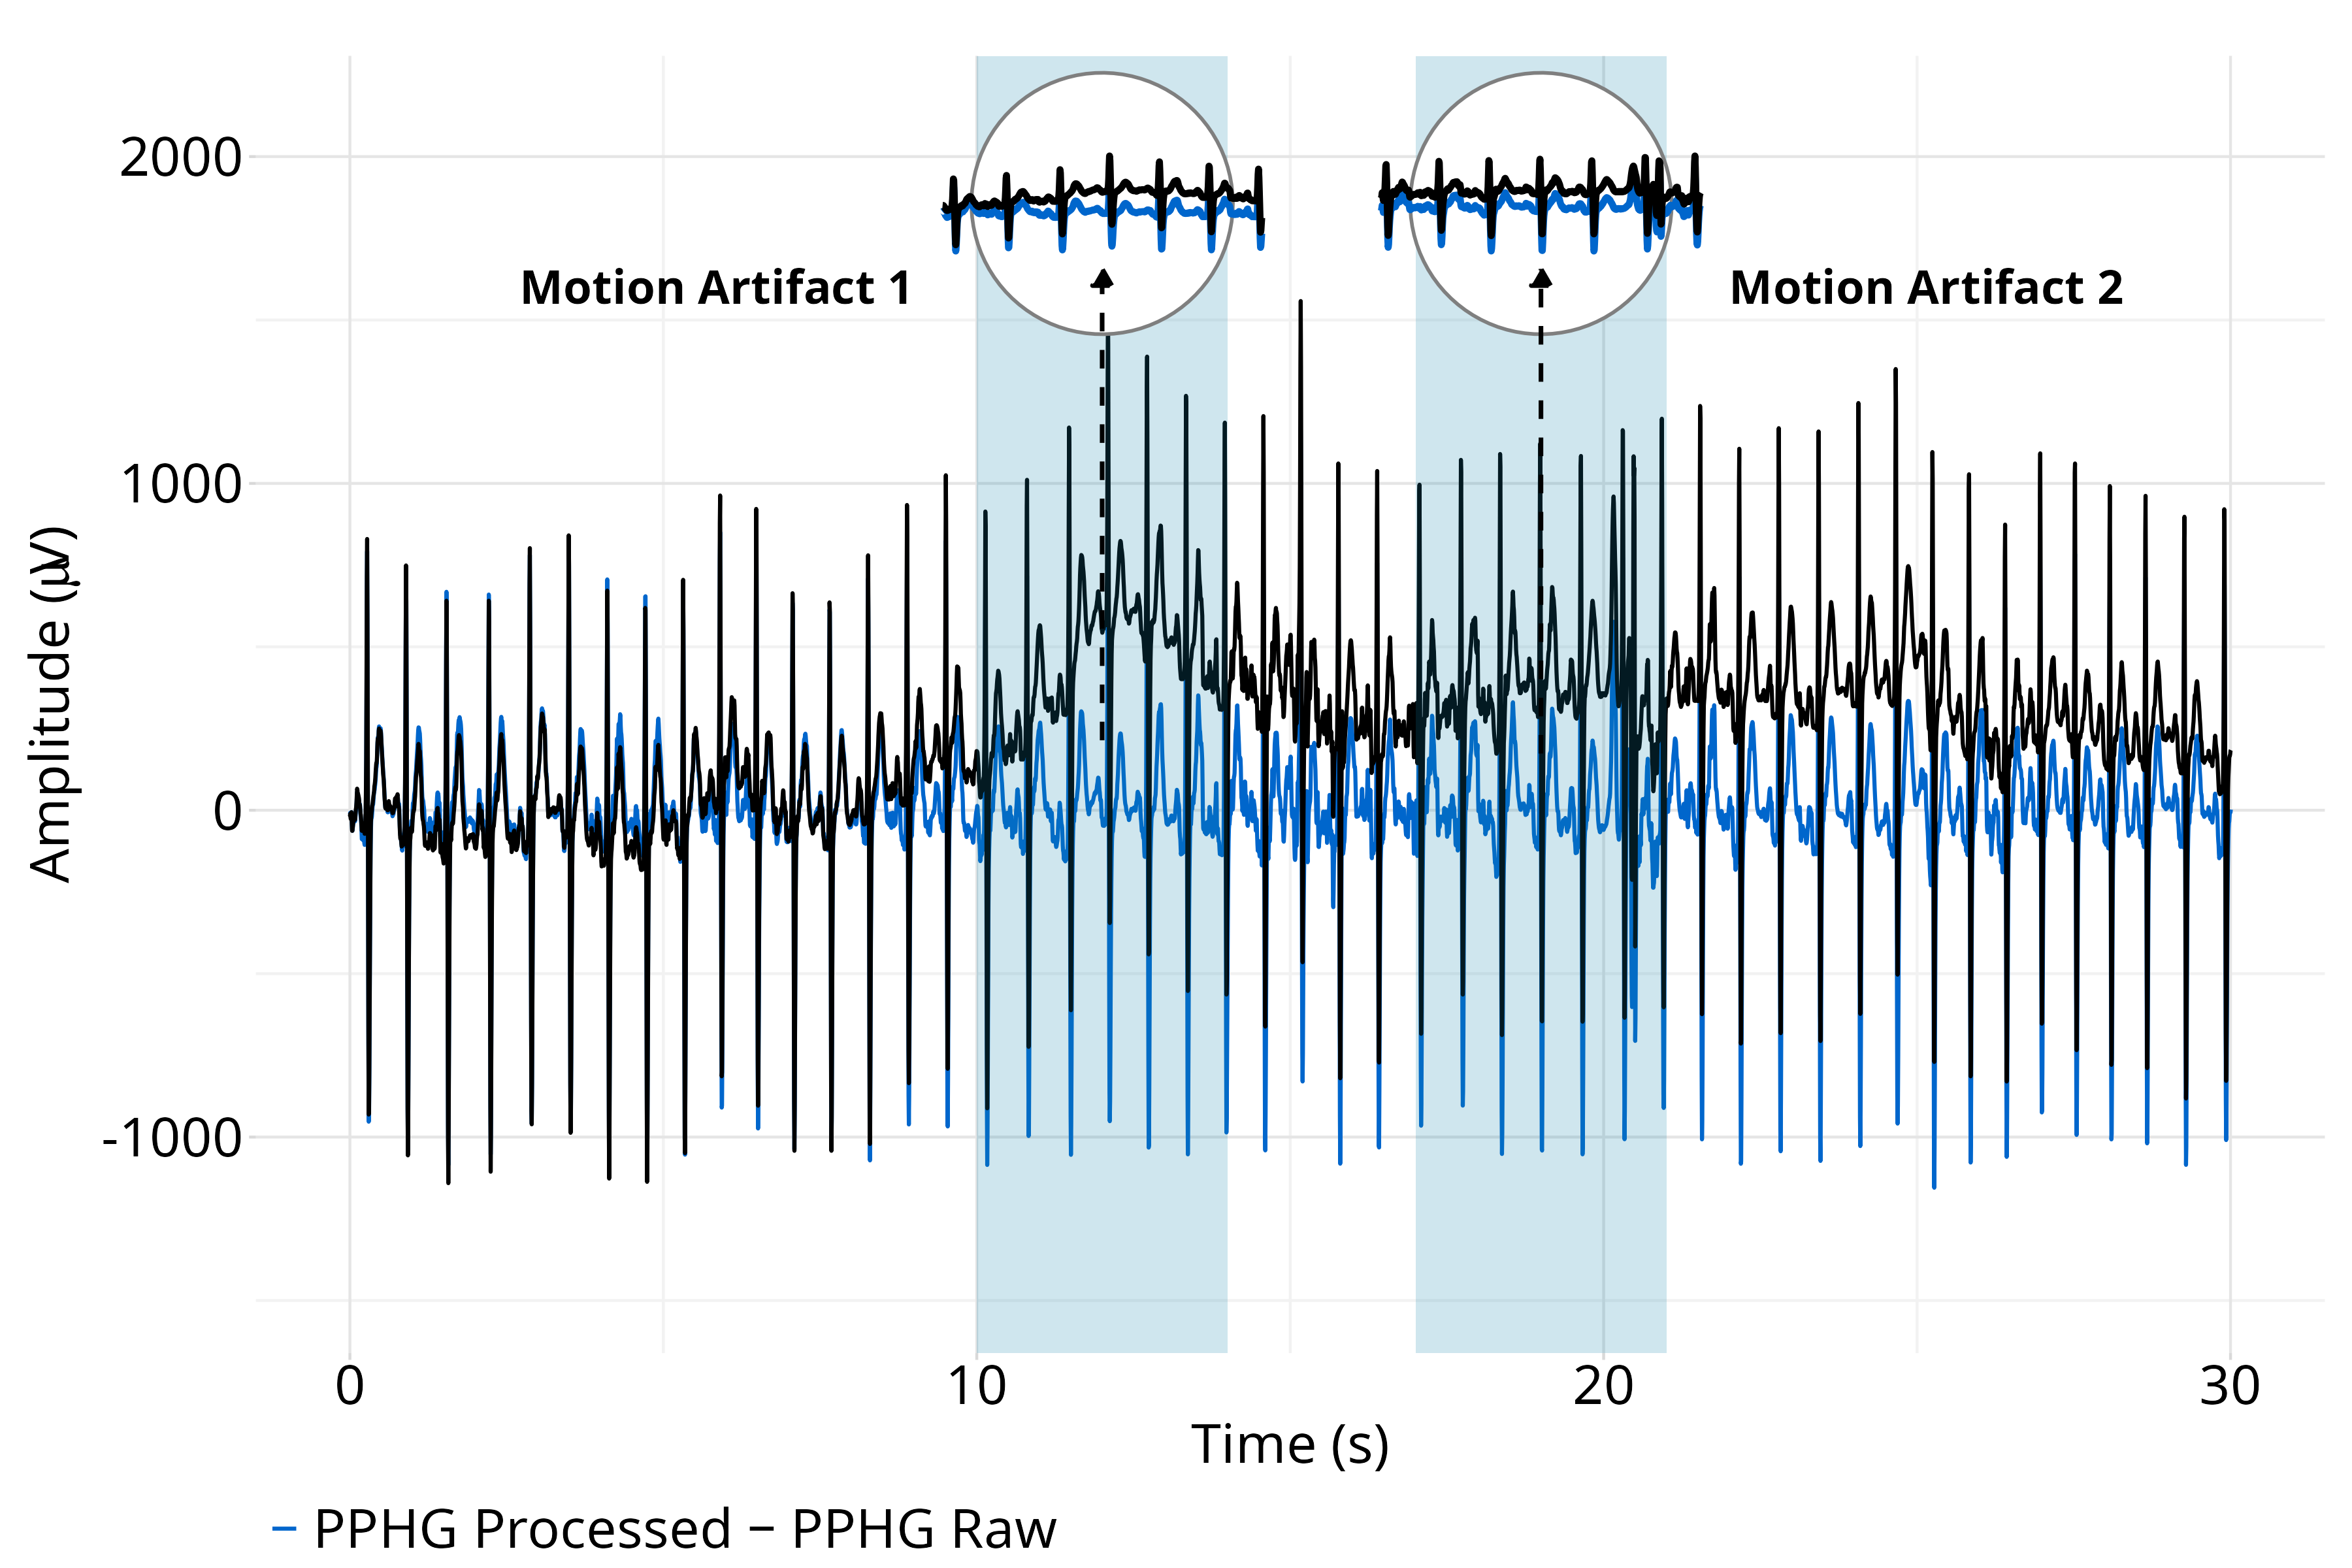 2000
Motion Artifact 1
Motion Artifact 2
1000
0
-1000
Amplitude (µV)
0
10
20
30
Time (s)
PPHG Processed
PPHG Raw